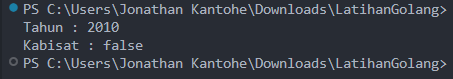 PS C:\Users\Jonathan Kantohe\Downloads\LatihanGolang>
Tahun : 2010
Kabisat : false
PS C:\Users\Jonathan Kantohe\Downloads\LatihanGolang>